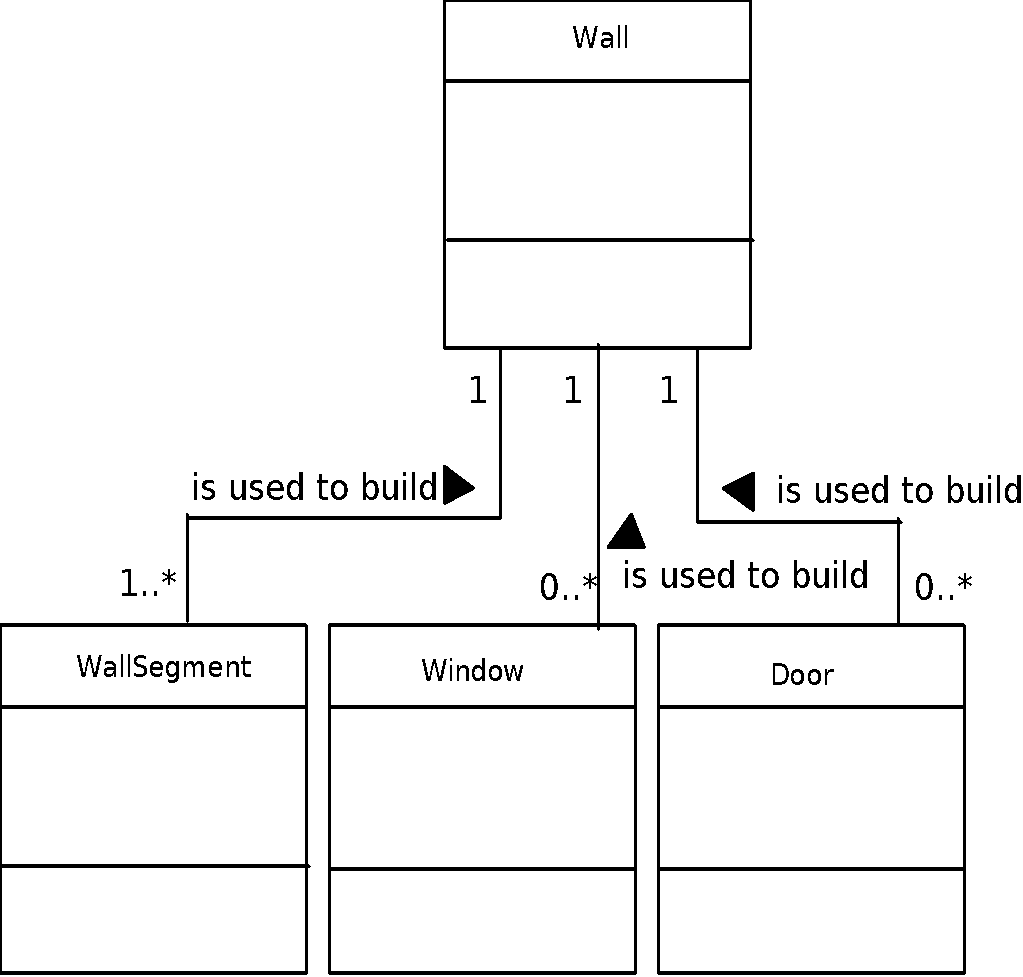 Wall
1
1
1
is used to build
is used to build
is used to build
1..*
0..*
0..*
WallSegment
Window
Door